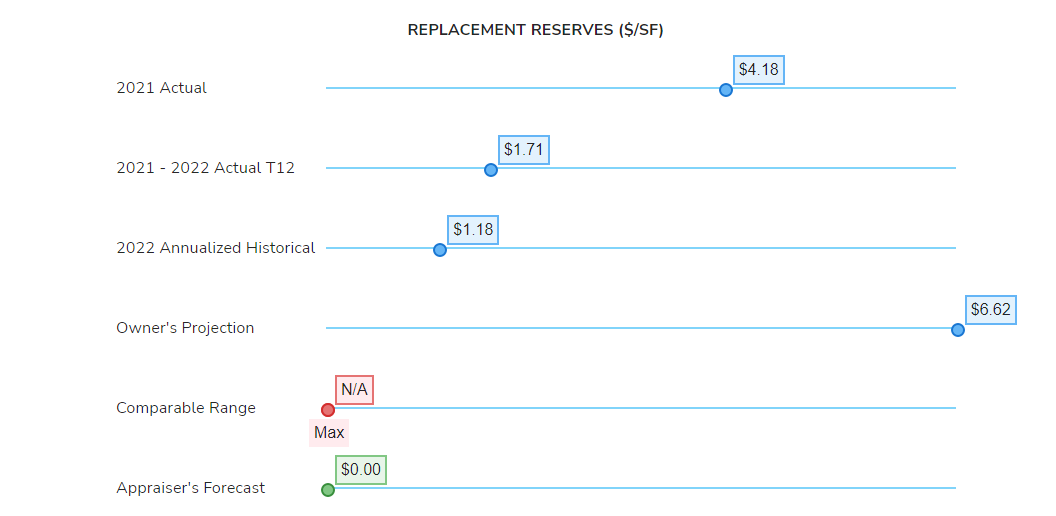 REPLACEMENT RESERVES ($/SF)
2021 Actual $4.18
2021 - 2022 Actual T12 $1.71
2022 Annualized Historical $1.18
Owner's Projection $6.62
Comparable Range N/A
Max
Appraiser's Forecast $0.00